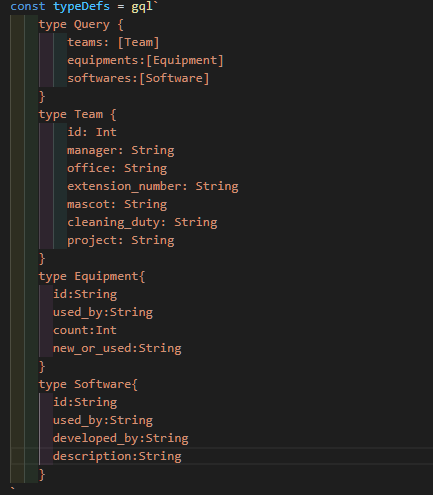 const typeDefs = gql`
type Query {
teams: [Team]
equipments:[Equipment]
softwares:[Software]
}
type Team {
id: Int
manager: String
office: String
extension_number: String
mascot: String
cleaning_duty: String
project: String
}
type Equipment{
id:String
used_by:String
count:Int
new_or_used:String
}
type Software{
id:String
used_by:String
developed_by:String
description:String
}
`